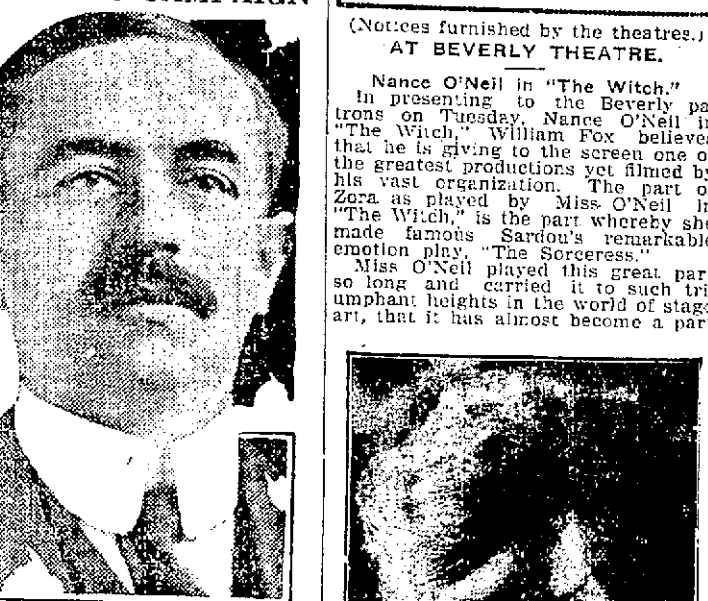 CAMPAIGN
(Notices furnished by the theatres.)
AT BEVERLY THEATRE.
Nance O'Neil in "The Witch."
In presenting to the Beverly pa-
trons on Tuesday, Nance O'Neil in
"The Witch," William Fox believes
that he is giving to the screen one o
the greatest productions yet filmed by
his vast organization. The part o
Zora as played by Miss O'Neil in
"The Witch," is the part whereby she
made famous Sardou's remarkable
emotion play, "The Sorceress."
Miss O'Neil played this great par
so long and carried it to such tri
umphant heights in the world of stage
art, that it has almost become a par